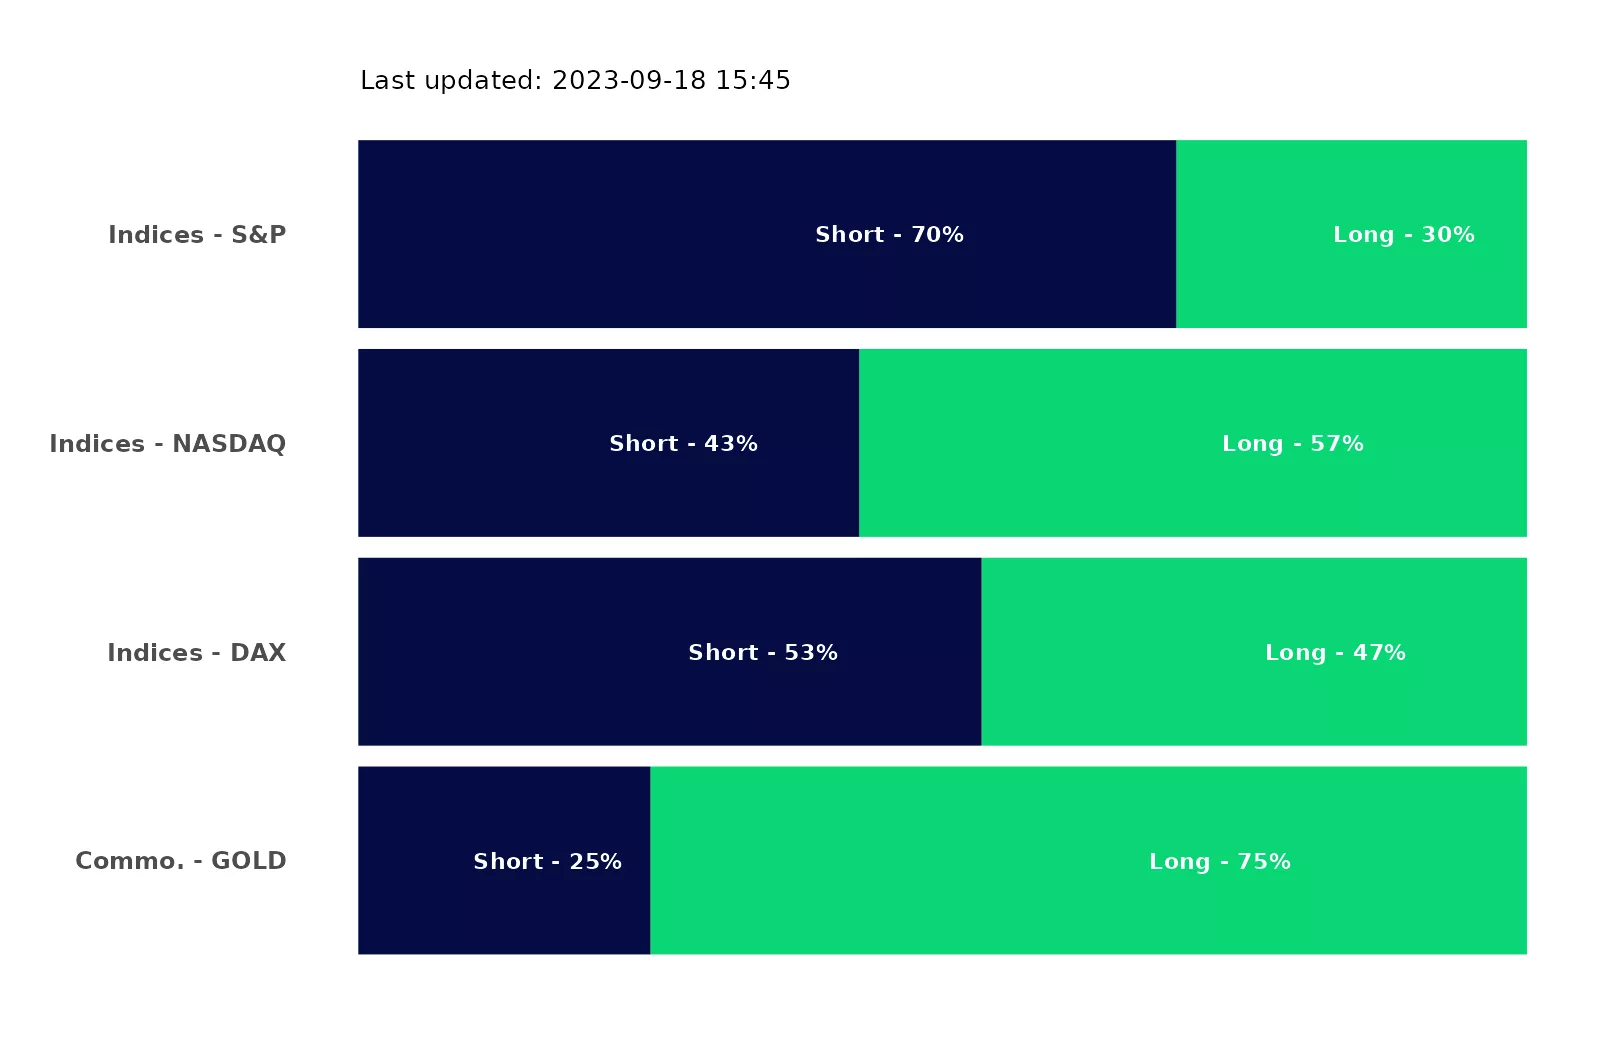 Last updated: 2023-09-18 15:45
Indices - S&P Short - 70% Long - 30%
Indices - NASDAQ Short - 43% Long - 57%
Indices - DAX Short - 53% Long - 47%
Commo. - GOLD Short - 25% Long - 75%